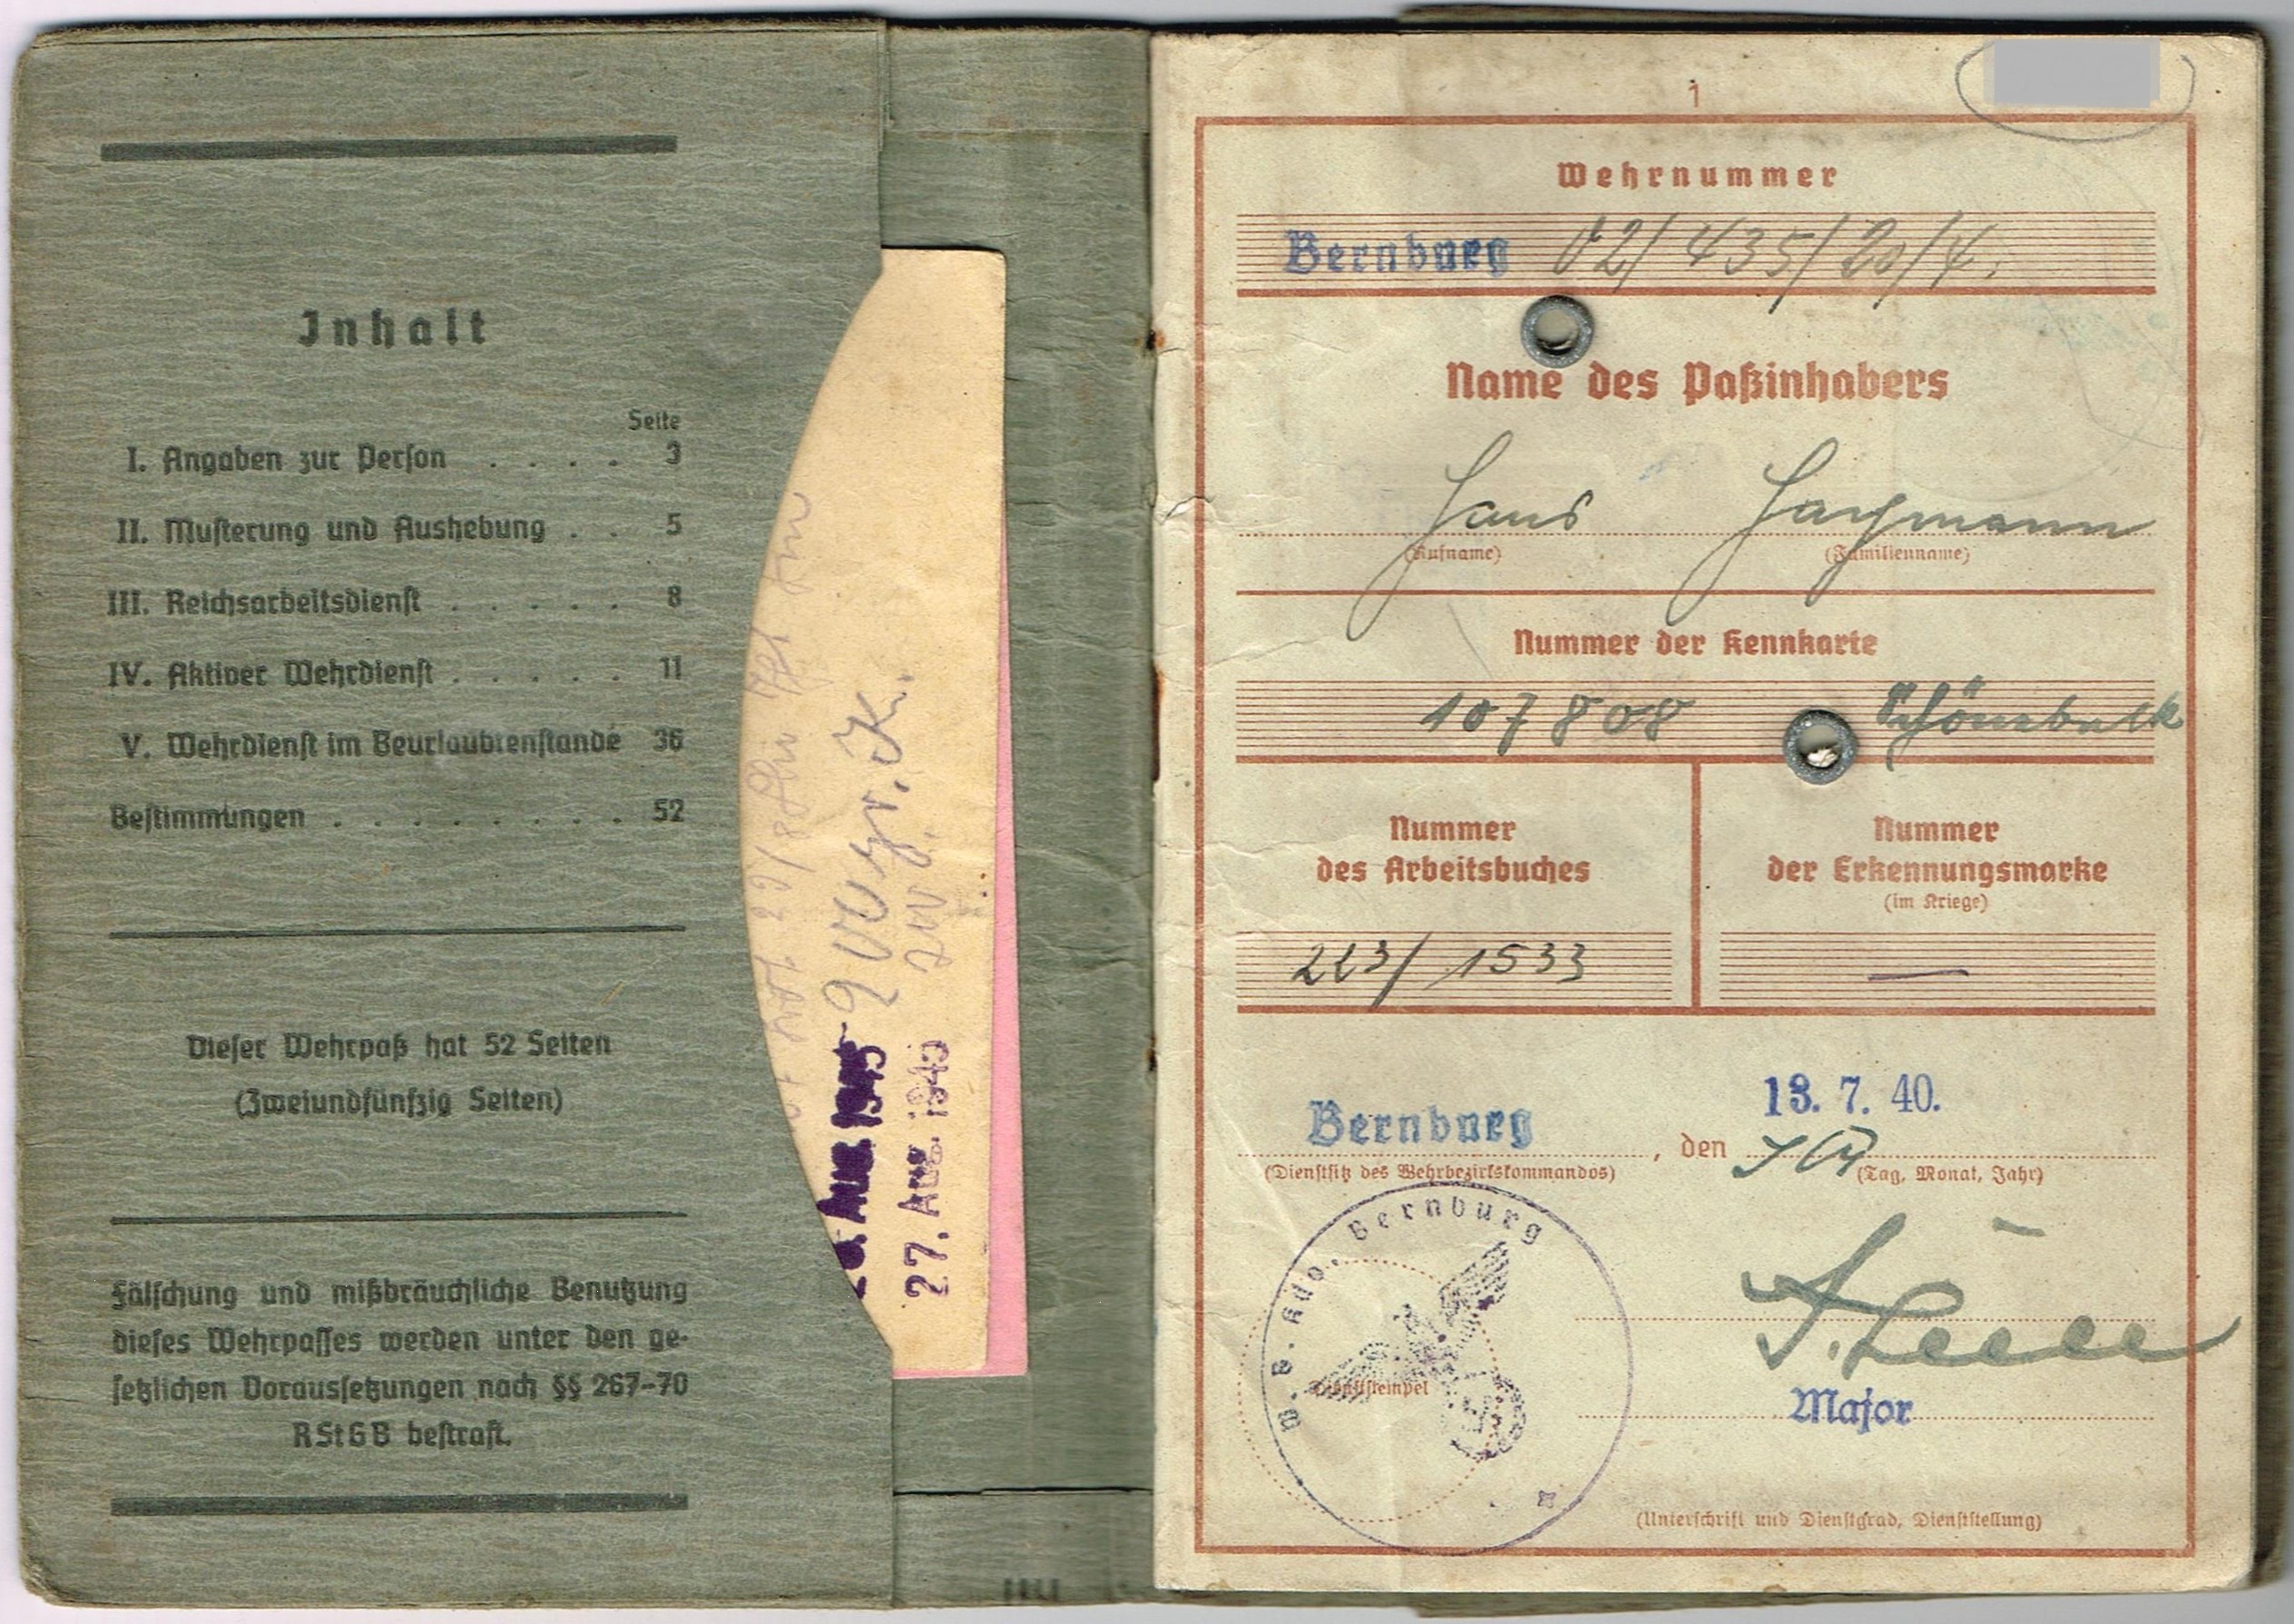 Inhalt
Seite
I. Angaben zur Person . . . . 3
II. Musterung und Aushebung . . 5
III. Reichsarbeitsdienst . . . . . 8
IV. Aktiver Wehrdienst . . . . . 11
V. Wehrdienst im Beurlaubtenstande 36
Bestimmungen . . . . . . . . 52
Dieser Wehrpaß hat 52 Seiten
(Zweiundfünfzig Seiten)
Fälschung und mißbräuchliche Benutzung
dieses Wehrpasses werden unter den ge-
setzlichen Voraussetzungen nach §§ 267-70
RStGB bestraft.
Aug. 1945
27. Aug. 1945
1
Wehrnummer
Bernburg 02/435/20/4.
Name des Paßinhabers
Hans
(Rufname) (Familienname)
Nummer der Kennkarte
107808 Schönebeck
Nummer
des Arbeitsbuches
223/1533
Nummer
der Erkennungsmarke
(im Kriege)
—
Bernburg, den 13. 7. 40.
(Dienstsitz des Wehrbezirkskommandos) (Tag, Monat, Jahr)
W.B.Kdo. Bernburg
Dienststempel
Major
(Unterschrift und Dienstgrad, Dienststellung)